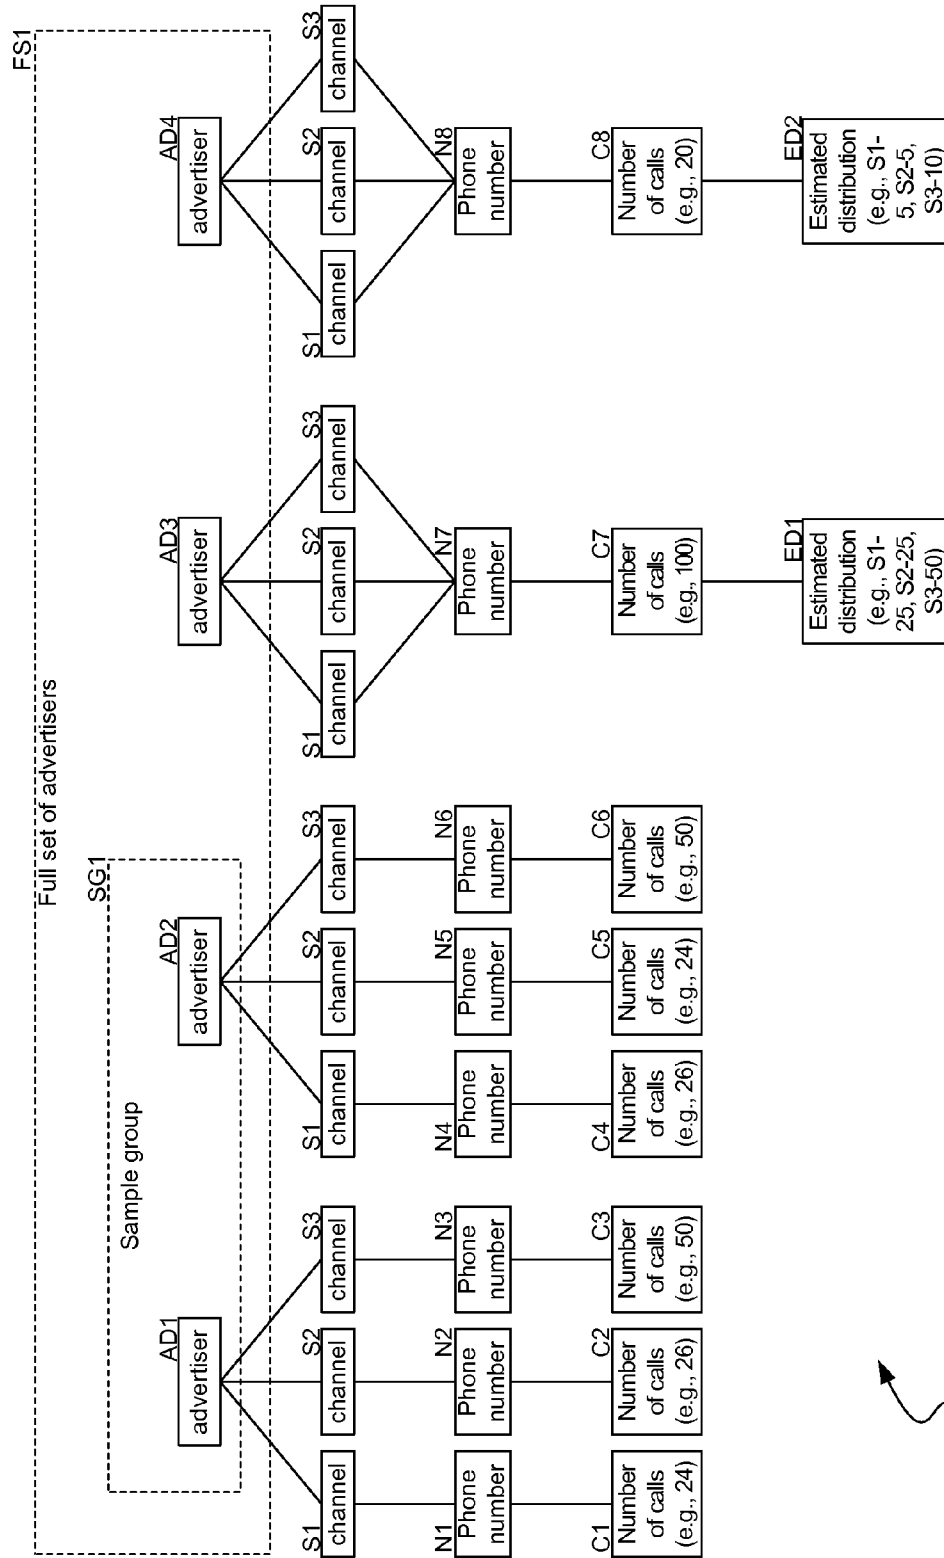 FS1
Full set of advertisers
SG1
Sample group
AD1
advertiser
AD2
advertiser
AD3
advertiser
AD4
advertiser
S1
channel
S2
channel
S3
channel
S1
channel
S2
channel
S3
channel
S1
channel
S2
channel
S3
channel
S1
channel
S2
channel
S3
channel
N1
Phone
number
N2
Phone
number
N3
Phone
number
N4
Phone
number
N5
Phone
number
N6
Phone
number
N7
Phone
number
N8
Phone
number
C1
Number
of calls
(e.g., 24)
C2
Number
of calls
(e.g., 26)
C3
Number
of calls
(e.g., 50)
C4
Number
of calls
(e.g., 26)
C5
Number
of calls
(e.g., 24)
C6
Number
of calls
(e.g., 50)
C7
Number
of calls
(e.g., 100)
C8
Number
of calls
(e.g., 20)
ED1
Estimated
distribution
(e.g., S1-
25, S2-25,
S3-50)
ED2
Estimated
distribution
(e.g., S1-
5, S2-5,
S3-10)